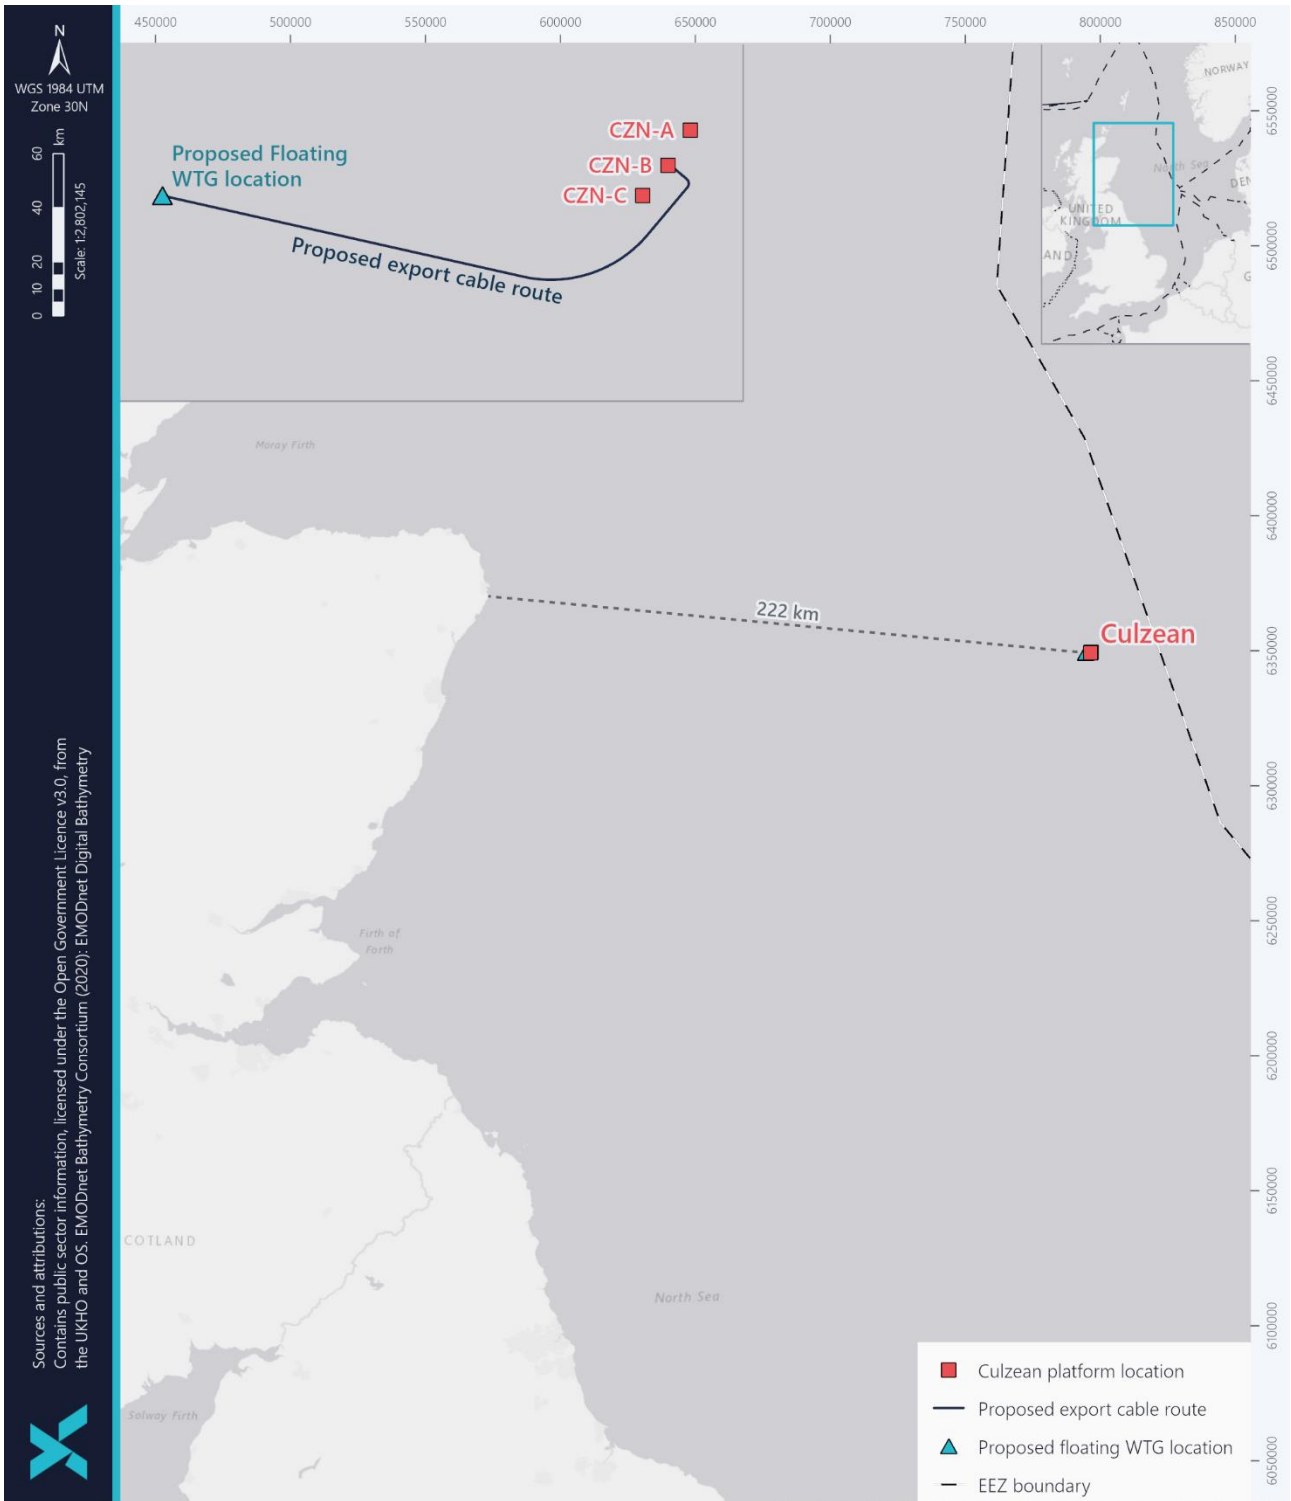 450000
500000
550000
600000
650000
700000
750000
800000
850000
N
WGS 1984 UTM
Zone 30N
0 10 20 40 60 km
Scale: 1:2,802,145
Proposed Floating
WTG location
CZN-A
CZN-B
CZN-C
Proposed export cable route
NORWAY
North Sea
DEN
UNITED
KINGDOM
AND
G
6550000
6500000
6450000
6400000
6350000
6300000
6250000
6200000
6150000
6100000
6050000
Moray Firth
222 km
Culzean
Firth of
Forth
COTLAND
North Sea
Solway Firth
Sources and attributions:
Contains public sector information, licensed under the Open Government Licence v3.0, from
the UKHO and OS. EMODnet Bathymetry Consortium (2020): EMODnet Digital Bathymetry
Culzean platform location
Proposed export cable route
Proposed floating WTG location
EEZ boundary